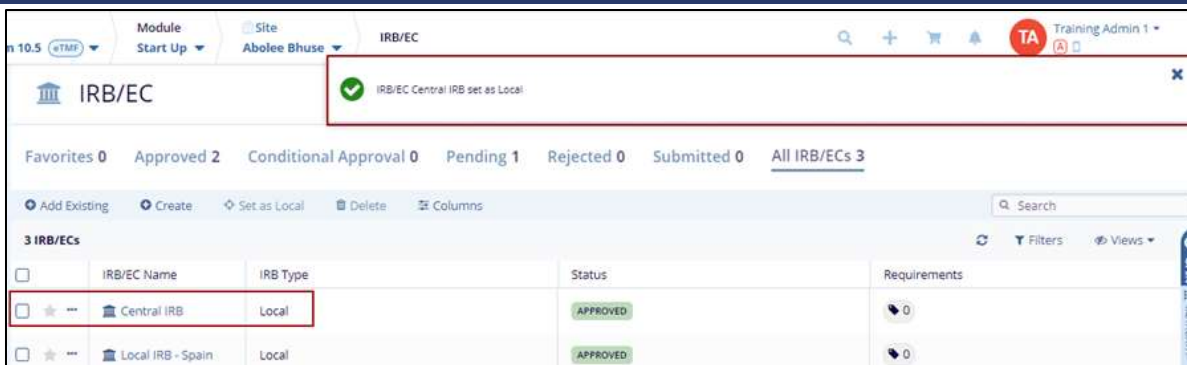 n 10.5 eTMF
Module
Start Up
Site
Abolee Bhuse
IRB/EC
TA
Training Admin 1
A
IRB/EC
IRB/EC Central IRB set as Local
Favorites 0 Approved 2 Conditional Approval 0 Pending 1 Rejected 0 Submitted 0 All IRB/ECs 3
Add Existing Create Set as Local Delete Columns Search
3 IRB/ECs Filters Views
IRB/EC Name IRB Type Status Requirements
Central IRB Local APPROVED 0
Local IRB - Spain Local APPROVED 0